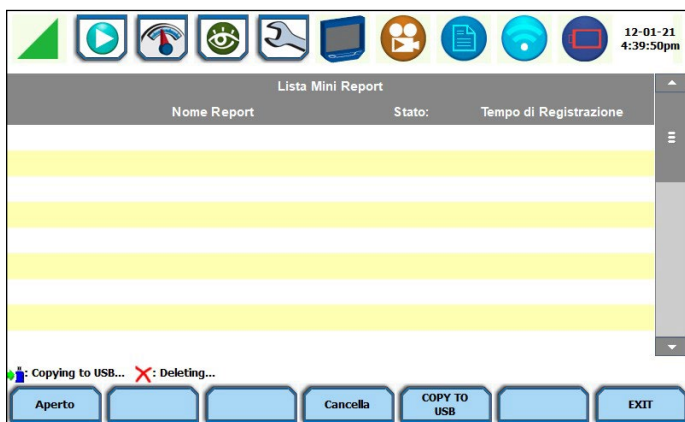 12-01-21
4:39:50pm
Lista Mini Report
Nome Report Stato: Tempo di Registrazione
: Copying to USB... : Deleting...
Aperto Cancella COPY TO USB EXIT